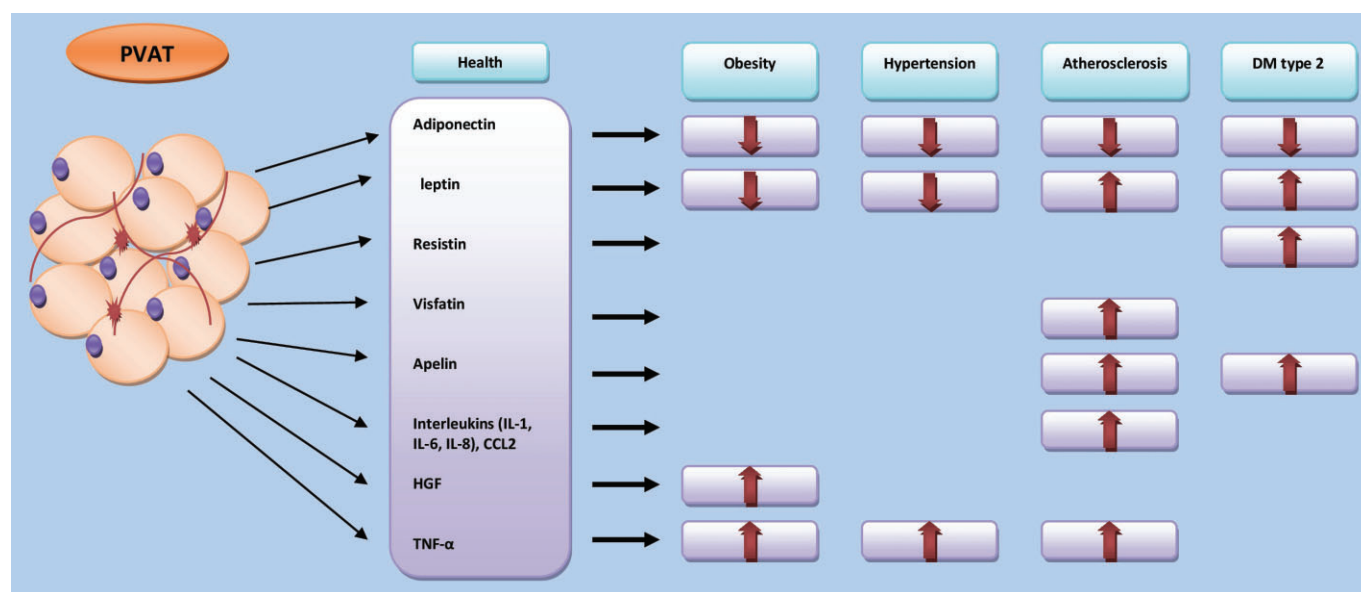 PVAT
Health
Obesity
Hypertension
Atherosclerosis
DM type 2
Adiponectin
leptin
Resistin
Visfatin
Apelin
Interleukins (IL-1,
IL-6, IL-8), CCL2
HGF
TNF-α